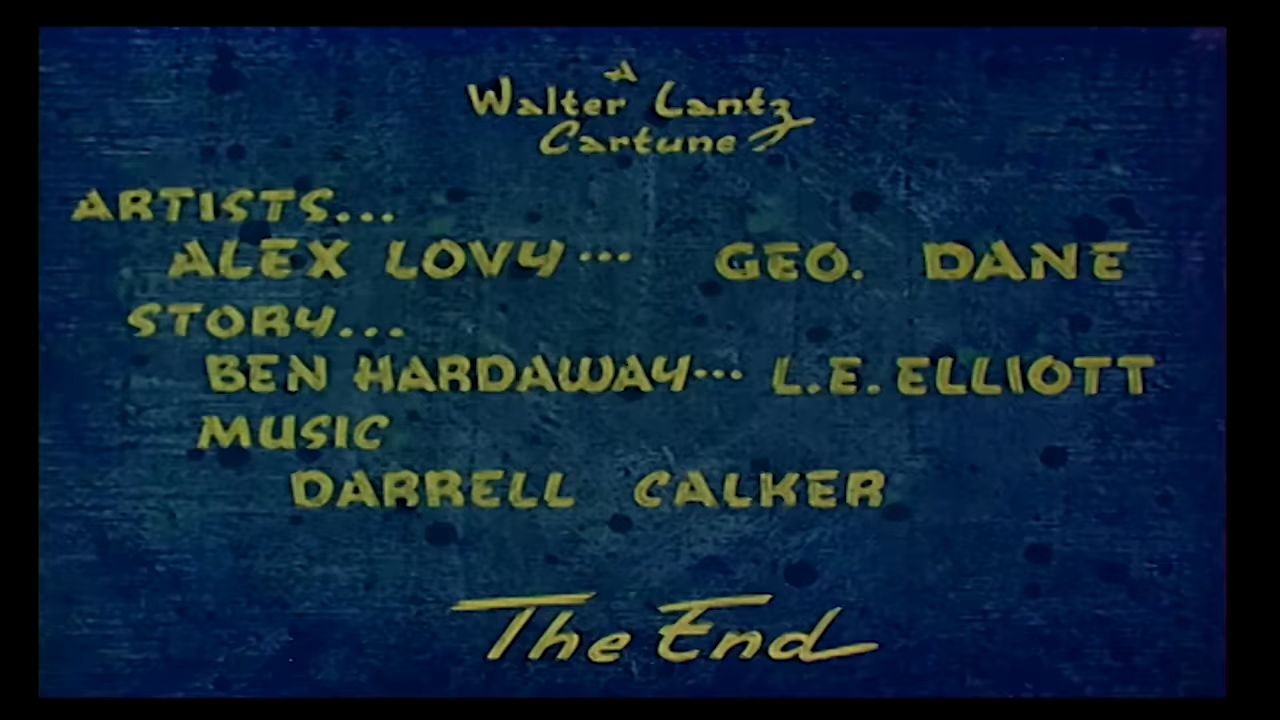 A
Walter Lantz
Cartune
ARTISTS...
ALEX LOVY... GEO. DANE
STORY...
BEN HARDAWAY... L.E. ELLIOTT
MUSIC
DARRELL CALKER
The End